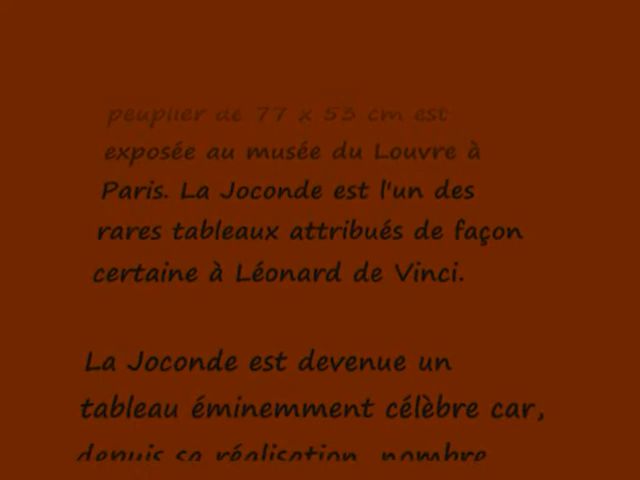 peuplier de 77 x 53 cm est
exposée au musée du Louvre à
Paris. La Joconde est l'un des
rares tableaux attribués de façon
certaine à Léonard de Vinci.
La Joconde est devenue un
tableau éminemment célèbre car,
depuis sa réalisation, nombre